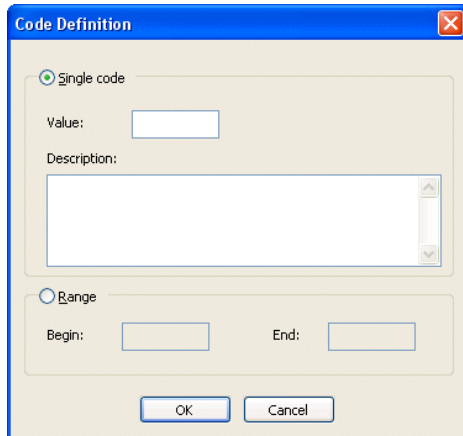 Code Definition
Single code
Value:
Description:
Range
Begin: End:
OK Cancel